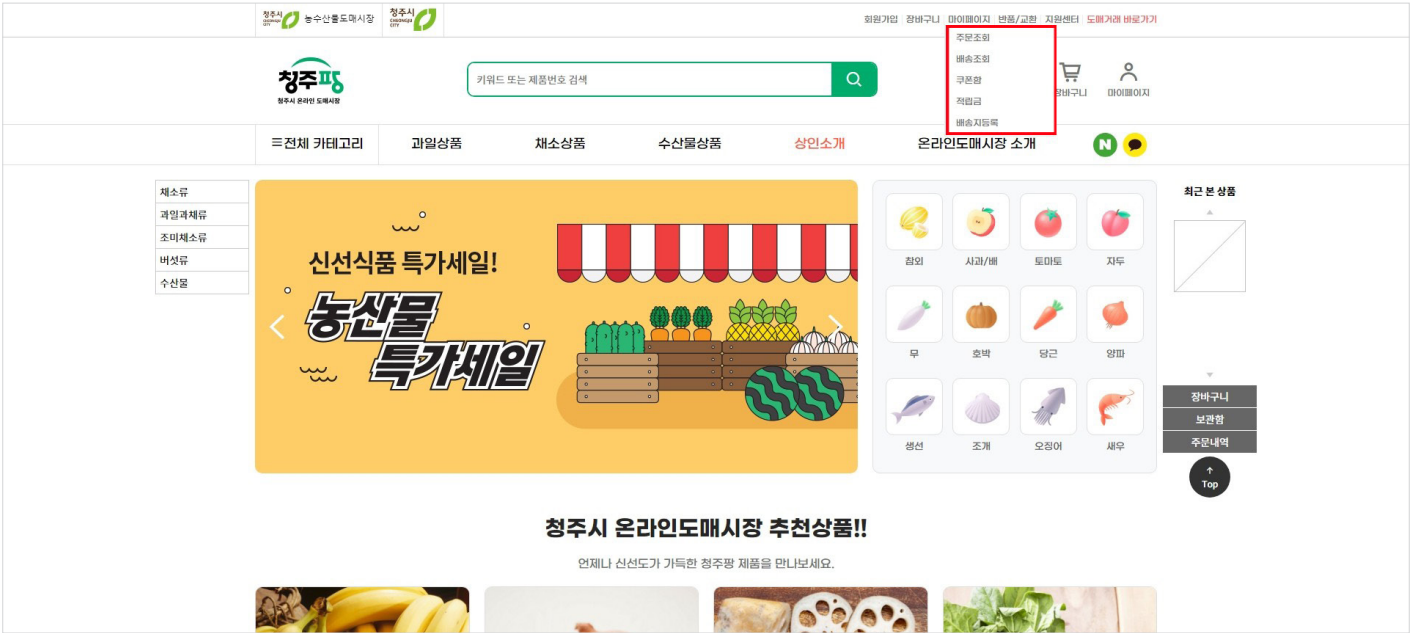 청주시 CHEONGJU CITY 농수산물도매시장
청주시 CHEONGJU CITY
회원가입 장바구니 마이페이지 반품/교환 지원센터 도매거래 바로가기
주문조회
배송조회
쿠폰함
적립금
배송지등록
청주팡
청주시 온라인 도매시장
키워드 또는 제품번호 검색
장바구니 마이페이지
전체 카테고리 과일상품 채소상품 수산물상품 상인소개 온라인도매시장 소개
N
채소류
과일과채류
조미채소류
버섯류
수산물
신선식품 특가세일!
농산물
특가세일
참외 사과/배 토마토 자두
무 호박 당근 양파
생선 조개 오징어 새우
최근 본 상품
장바구니
보관함
주문내역
Top
청주시 온라인도매시장 추천상품!!
언제나 신선도가 가득한 청주팡 제품을 만나보세요.